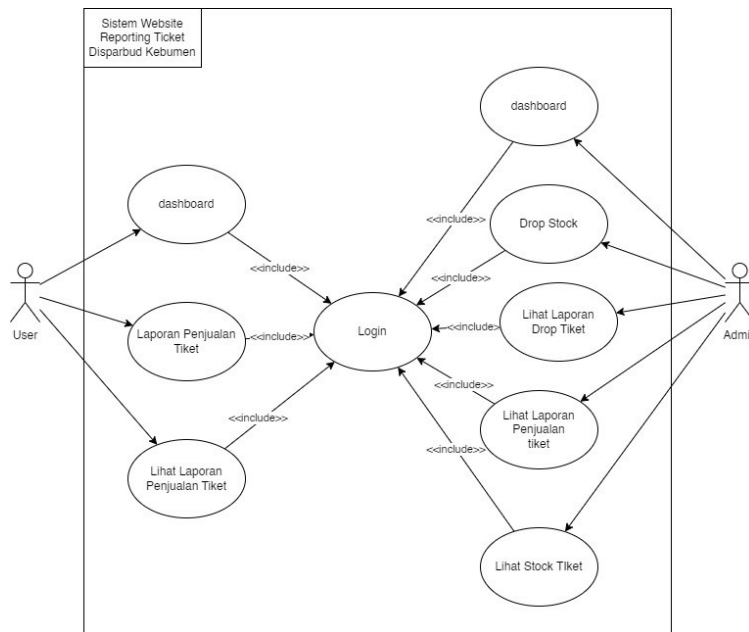 Sistem Website
Reporting Ticket
Disparbud Kebumen
dashboard
dashboard
<<include>>
Drop Stock
<<include>>
<<include>>
User
Laporan Penjualan
Tiket
<<include>>
Login
<<include>
Lihat Laporan
Drop Tiket
Admi
<<include>>
<<include>>
Lihat Laporan
Penjualan
tiket
<<include>>
Lihat Laporan
Penjualan Tiket
Lihat Stock TIket